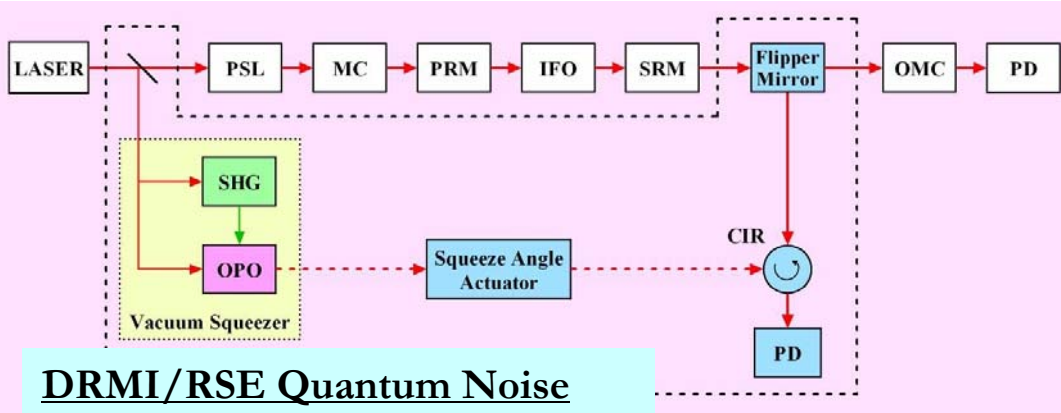 LASER
PSL
MC
PRM
IFO
SRM
Flipper
Mirror
OMC
PD
SHG
OPO
Vacuum Squeezer
Squeeze Angle
Actuator
CIR
PD
DRMI/RSE Quantum Noise